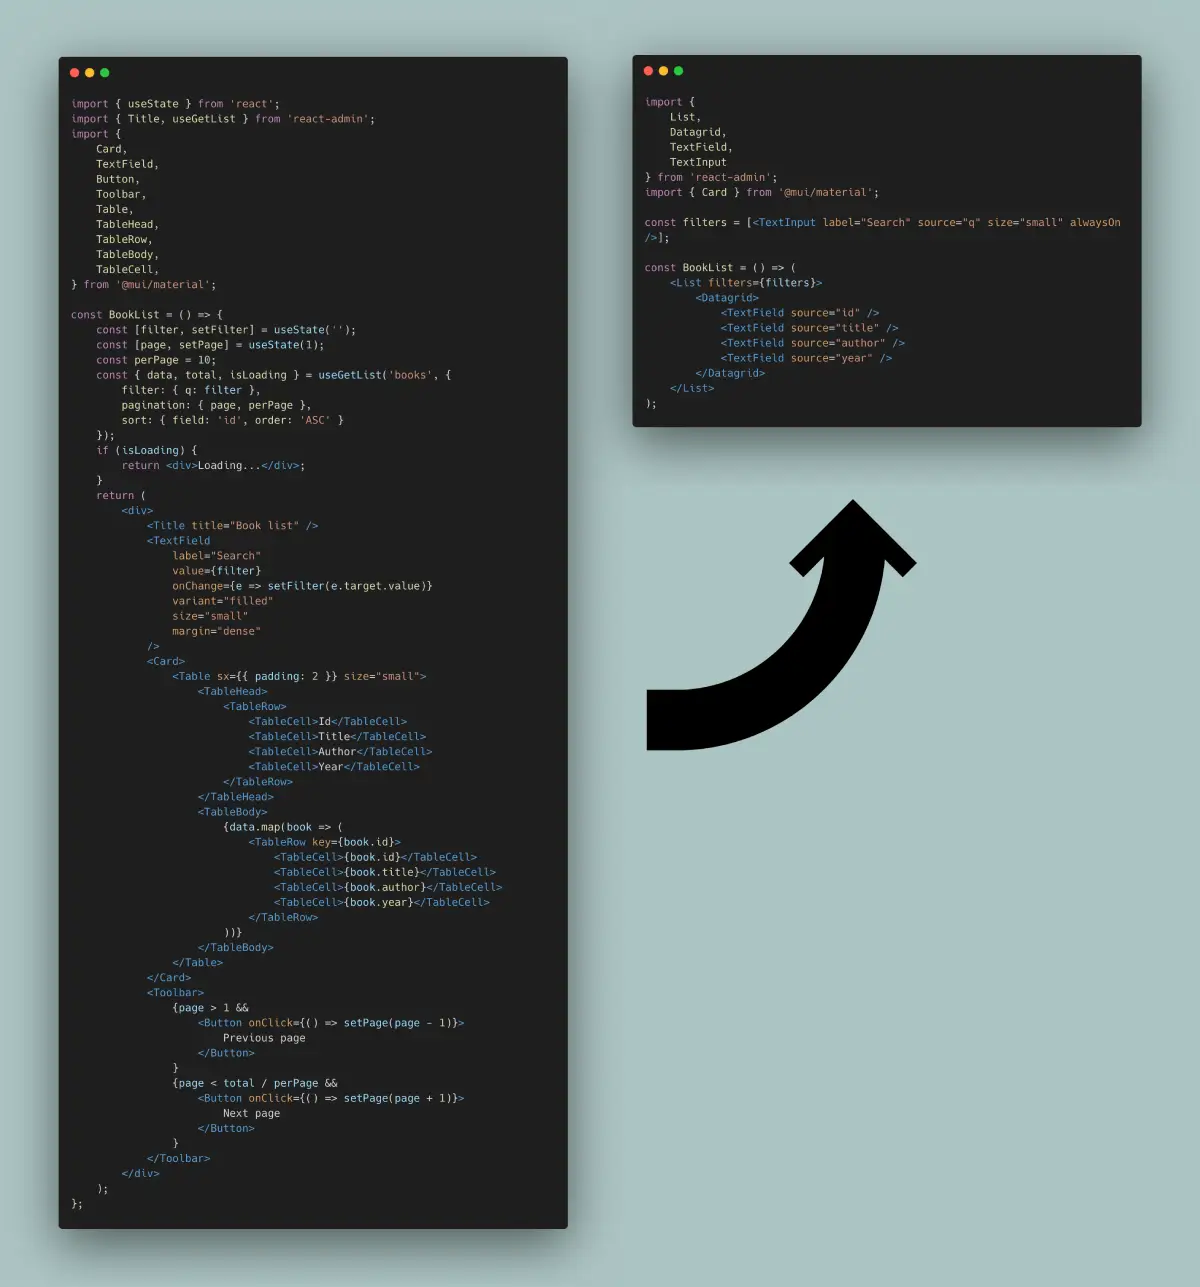 import { useState } from 'react';
import { Title, useGetList } from 'react-admin';
import {
    Card,
    TextField,
    Button,
    Toolbar,
    Table,
    TableHead,
    TableRow,
    TableBody,
    TableCell,
} from '@mui/material';

const BookList = () => {
    const [filter, setFilter] = useState('');
    const [page, setPage] = useState(1);
    const perPage = 10;
    const { data, total, isLoading } = useGetList('books', {
        filter: { q: filter },
        pagination: { page, perPage },
        sort: { field: 'id', order: 'ASC' }
    });
    if (isLoading) {
        return <div>Loading...</div>;
    }
    return (
        <div>
            <Title title="Book list" />
            <TextField
                label="Search"
                value={filter}
                onChange={e => setFilter(e.target.value)}
                variant="filled"
                size="small"
                margin="dense"
            />
            <Card>
                <Table sx={{ padding: 2 }} size="small">
                    <TableHead>
                        <TableRow>
                            <TableCell>Id</TableCell>
                            <TableCell>Title</TableCell>
                            <TableCell>Author</TableCell>
                            <TableCell>Year</TableCell>
                        </TableRow>
                    </TableHead>
                    <TableBody>
                        {data.map(book => (
                            <TableRow key={book.id}>
                                <TableCell>{book.id}</TableCell>
                                <TableCell>{book.title}</TableCell>
                                <TableCell>{book.author}</TableCell>
                                <TableCell>{book.year}</TableCell>
                            </TableRow>
                        ))}
                    </TableBody>
                </Table>
            </Card>
            <Toolbar>
                {page > 1 &&
                    <Button onClick={() => setPage(page - 1)}>
                        Previous page
                    </Button>
                }
                {page < total / perPage &&
                    <Button onClick={() => setPage(page + 1)}>
                        Next page
                    </Button>
                }
            </Toolbar>
        </div>
    );
};
import {
    List,
    Datagrid,
    TextField,
    TextInput
} from 'react-admin';
import { Card } from '@mui/material';

const filters = [<TextInput label="Search" source="q" size="small" alwaysOn
/>];

const BookList = () => (
    <List filters={filters}>
        <Datagrid>
            <TextField source="id" />
            <TextField source="title" />
            <TextField source="author" />
            <TextField source="year" />
        </Datagrid>
    </List>
);